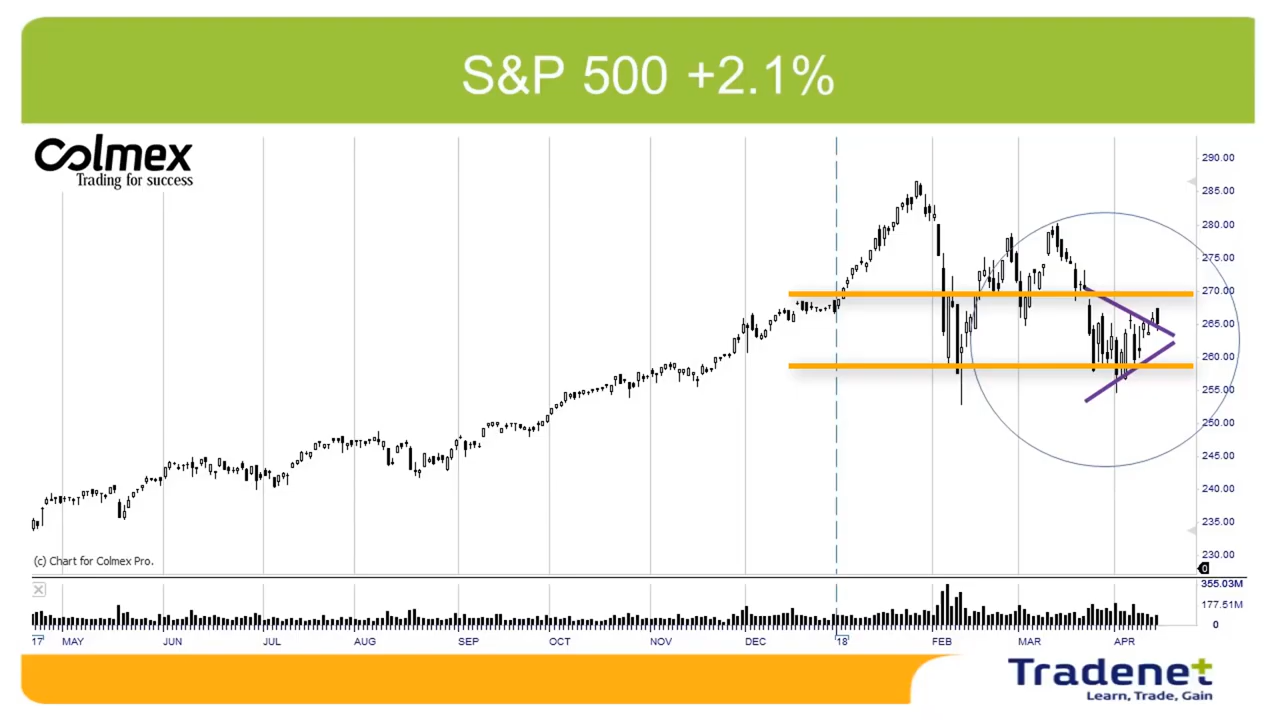 S&P 500 +2.1%
Colmex
Trading for success
290.00
285.00
280.00
275.00
270.00
265.00
260.00
255.00
250.00
245.00
240.00
235.00
230.00
0
(c) Chart for Colmex Pro.
355.03M
177.51M
0
17 MAY JUN JUL AUG SEP OCT NOV DEC 18 FEB MAR APR
Tradenet
Learn, Trade, Gain